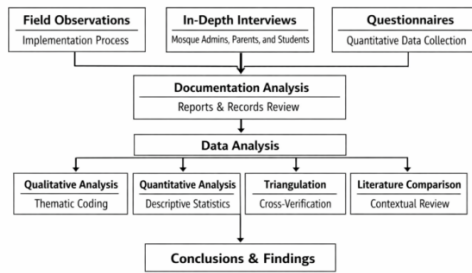 Field Observations
Implementation Process
In-Depth Interviews
Mosque Admins, Parents, and Students
Questionnaires
Quantitative Data Collection
Documentation Analysis
Reports & Records Review
Data Analysis
Qualitative Analysis
Thematic Coding
Quantitative Analysis
Descriptive Statistics
Triangulation
Cross-Verification
Literature Comparison
Contextual Review
Conclusions & Findings